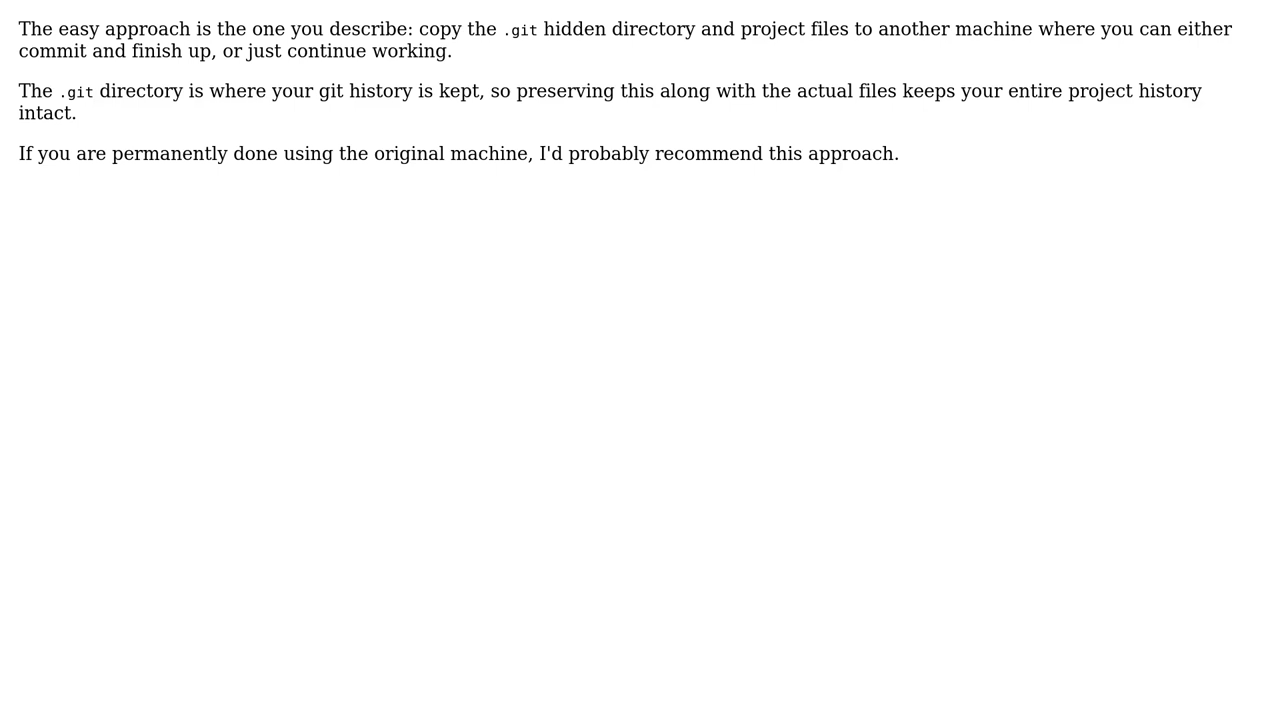 The easy approach is the one you describe: copy the .git hidden directory and project files to another machine where you can either
commit and finish up, or just continue working.
The .git directory is where your git history is kept, so preserving this along with the actual files keeps your entire project history
intact.
If you are permanently done using the original machine, I'd probably recommend this approach.